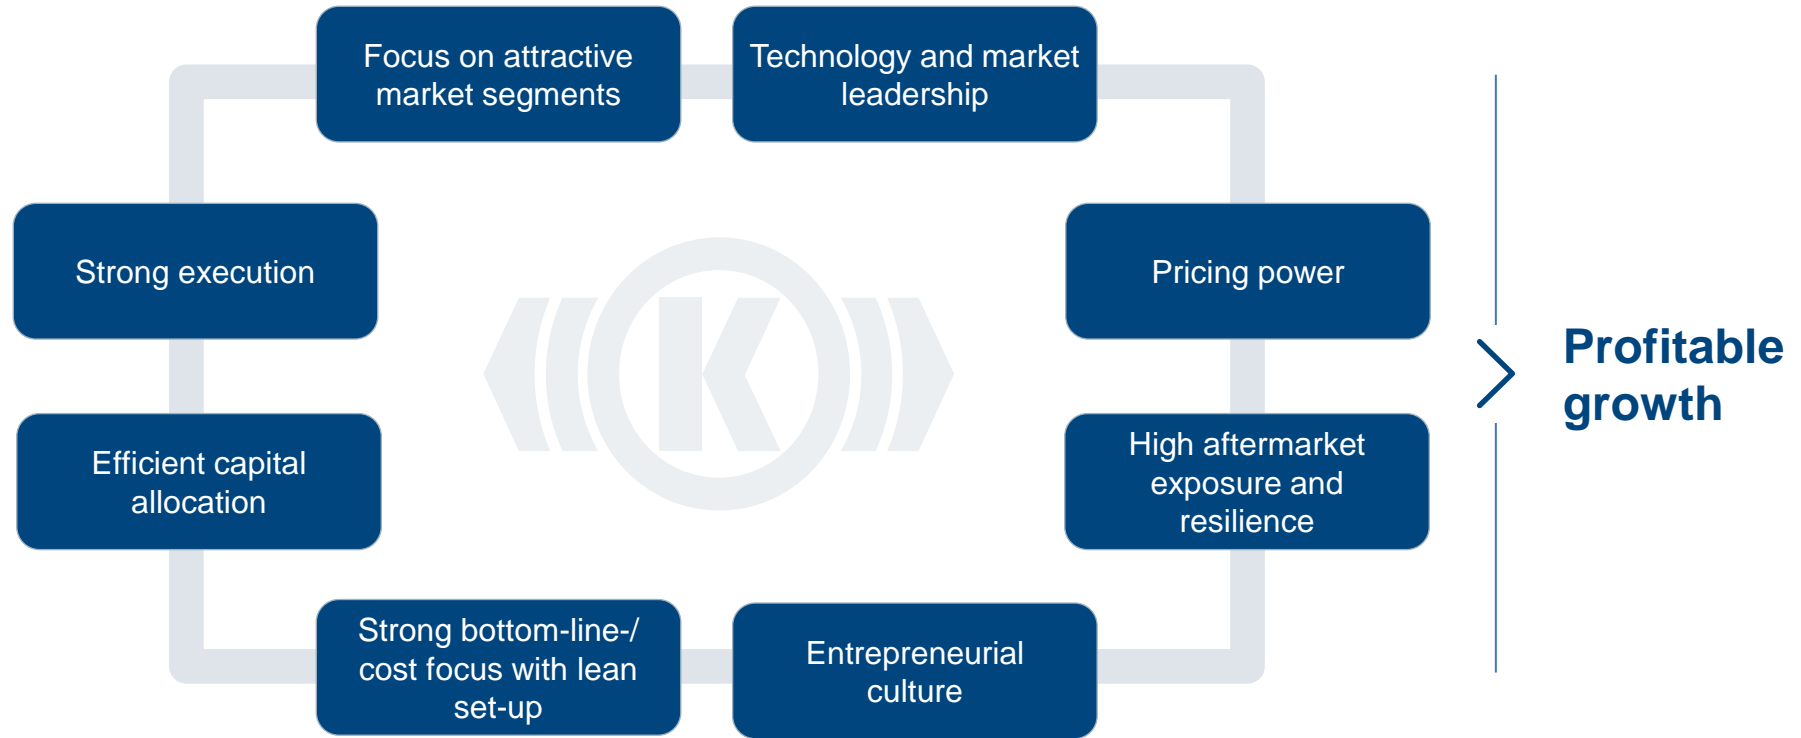 Focus on attractive
market segments
Technology and market
leadership
Strong execution
Pricing power
K
Profitable
growth
Efficient capital
allocation
High aftermarket
exposure and
resilience
Strong bottom-line-/
cost focus with lean
set-up
Entrepreneurial
culture